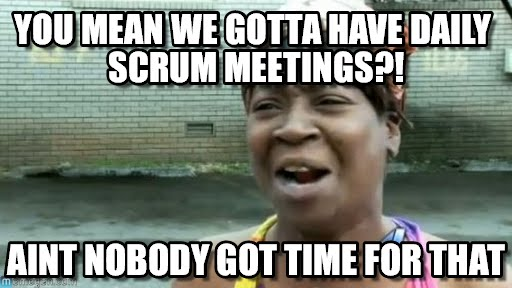 YOU MEAN WE GOTTA HAVE DAILY
SCRUM MEETINGS?!
AINT NOBODY GOT TIME FOR THAT